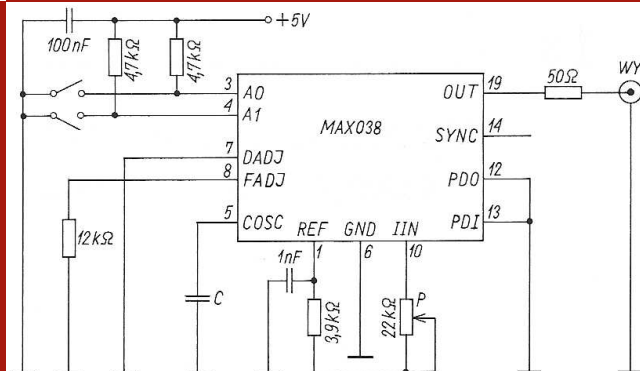 +5V
100nF
4,7kΩ
4,7kΩ
3
A0
4
A1
7
DADJ
8
FADJ
5
COSC
MAX038
OUT
19
50Ω
WY
SYNC
14
PDO
12
PDI
13
REF
GND
IIN
1
6
10
12kΩ
C
1nF
3,9kΩ
22kΩ
P